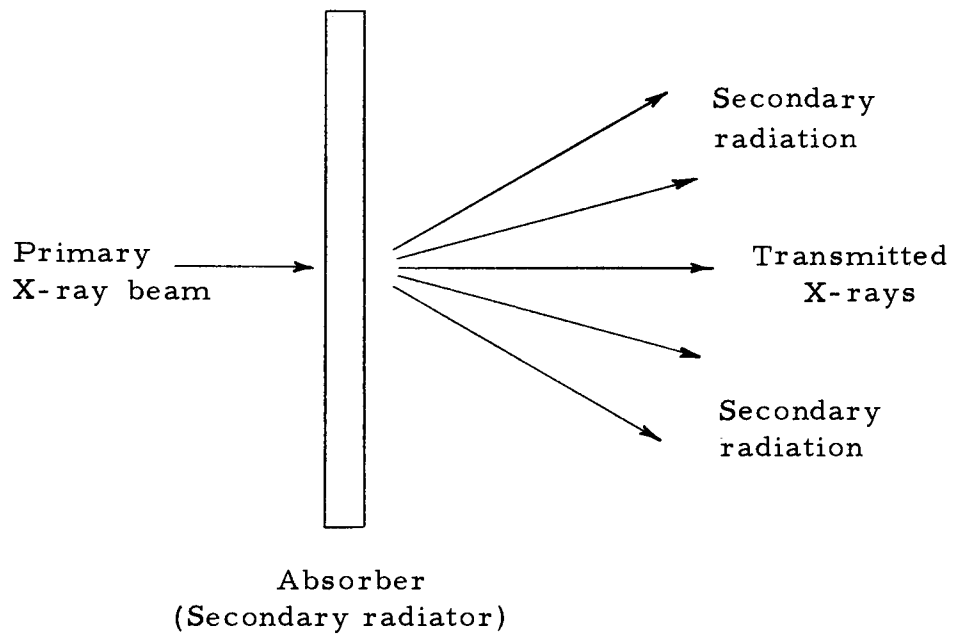 Secondary
radiation
Primary
X-ray beam
Transmitted
X-rays
Secondary
radiation
Absorber
(Secondary radiator)